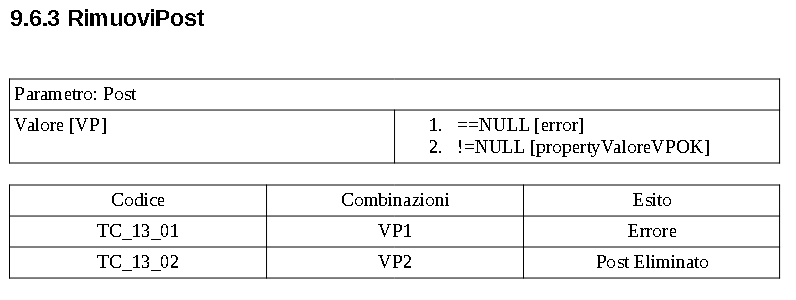 9.6.3 RimuoviPost
Parametro: Post
Valore [VP]
1. ==NULL [error]
2. !=NULL [propertyValoreVPOK]
Codice Combinazioni Esito
TC_13_01 VP1 Errore
TC_13_02 VP2 Post Eliminato